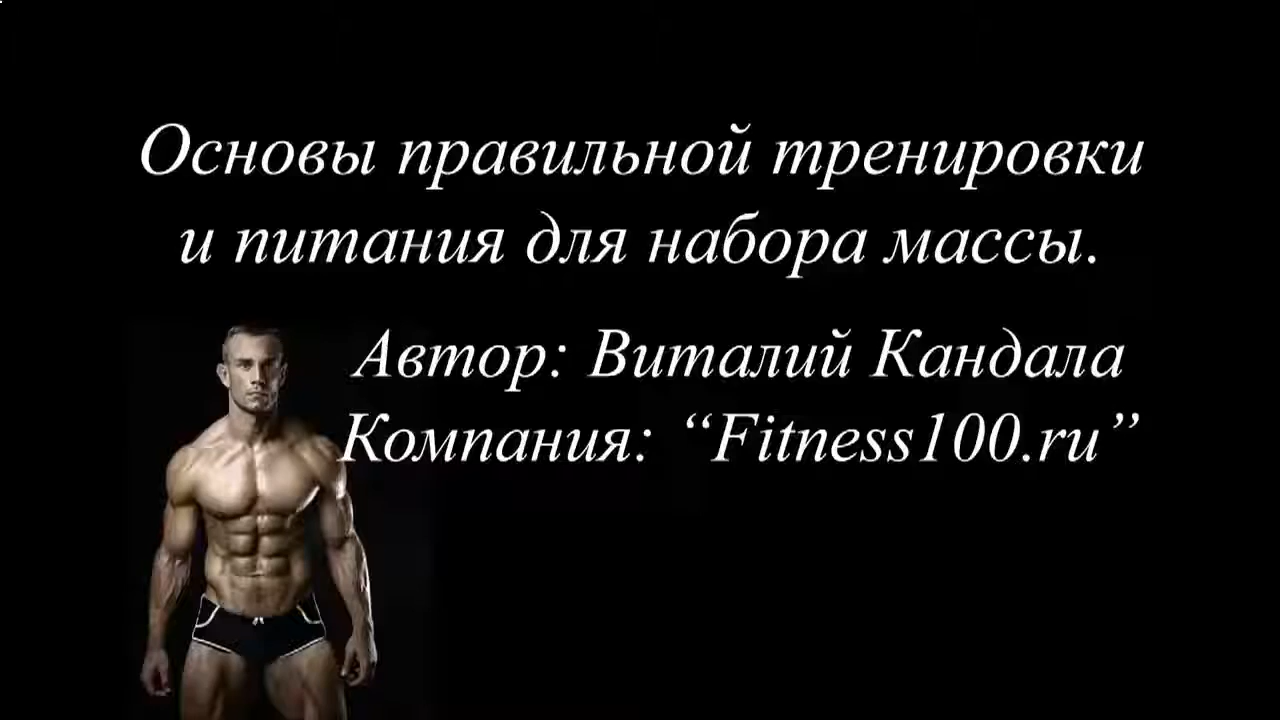 Основы правильной тренировки
и питания для набора массы.
Автор: Виталий Кандала
Компания: “Fitness100.ru”